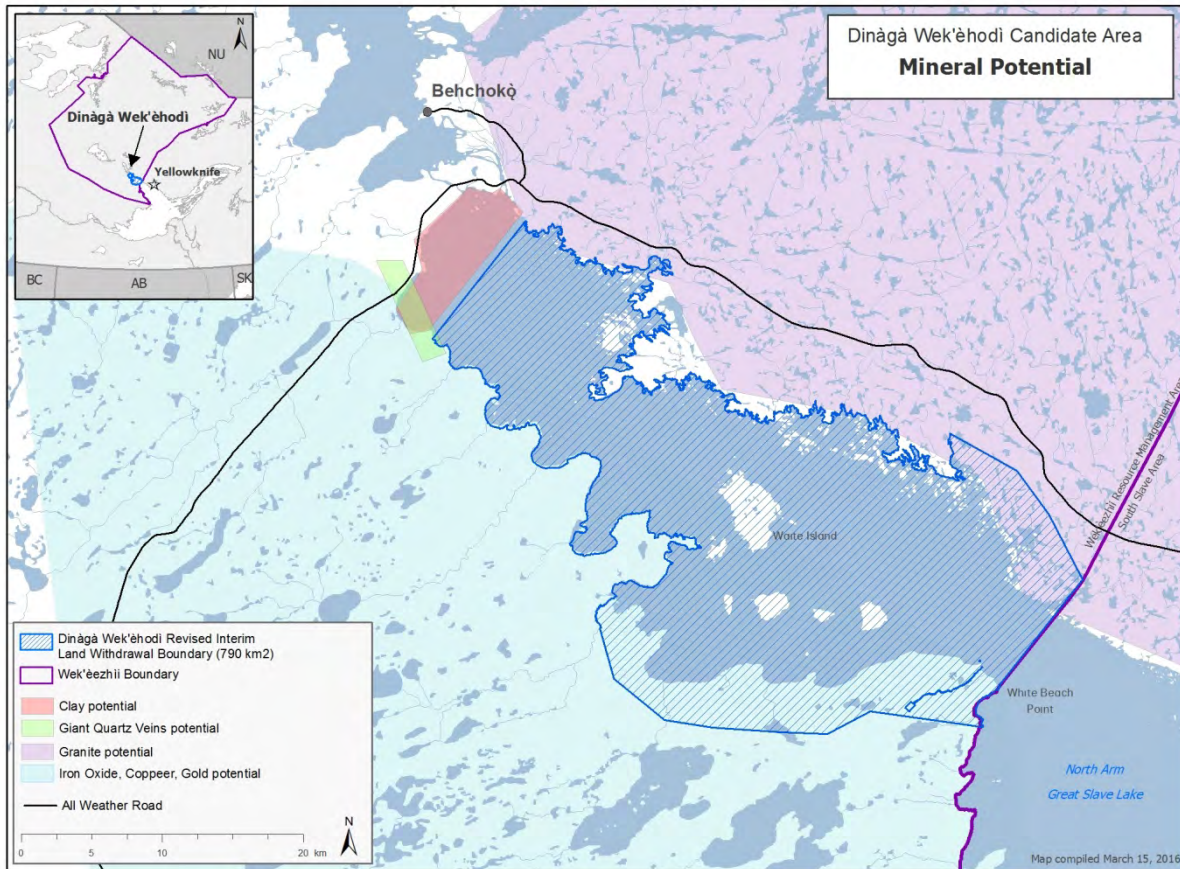 Dinàgà Wek'èhodì Candidate Area
Mineral Potential
N
NU
Dinàgà Wek'èhodì
Yellowknife
BC
AB
SK
Behchokǫ̀
Wek'èezhìi Resource Management Area
South Slave Area
Waite Island
White Beach
Point
North Arm
Great Slave Lake
Dinàgà Wek'èhodì Revised Interim
Land Withdrawal Boundary (790 km2)
Wek'èezhìi Boundary
Clay potential
Giant Quartz Veins potential
Granite potential
Iron Oxide, Coppeer, Gold potential
All Weather Road
N
0 5 10 20 km
Map compiled March 15, 2016